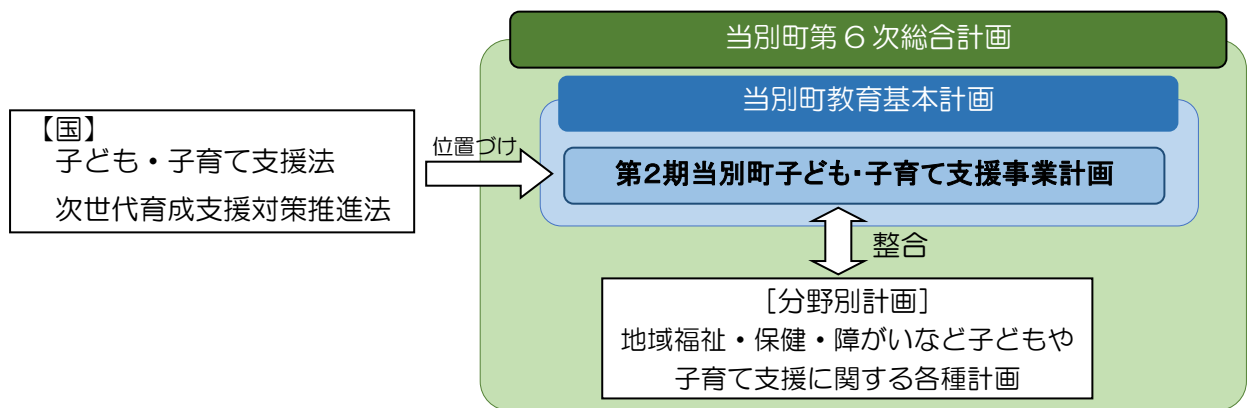 当別町第6次総合計画
当別町教育基本計画
【国】
子ども・子育て支援法
次世代育成支援対策推進法
位置づけ
第2期当別町子ども・子育て支援事業計画
整合
[分野別計画]
地域福祉・保健・障がいなど子どもや
子育て支援に関する各種計画